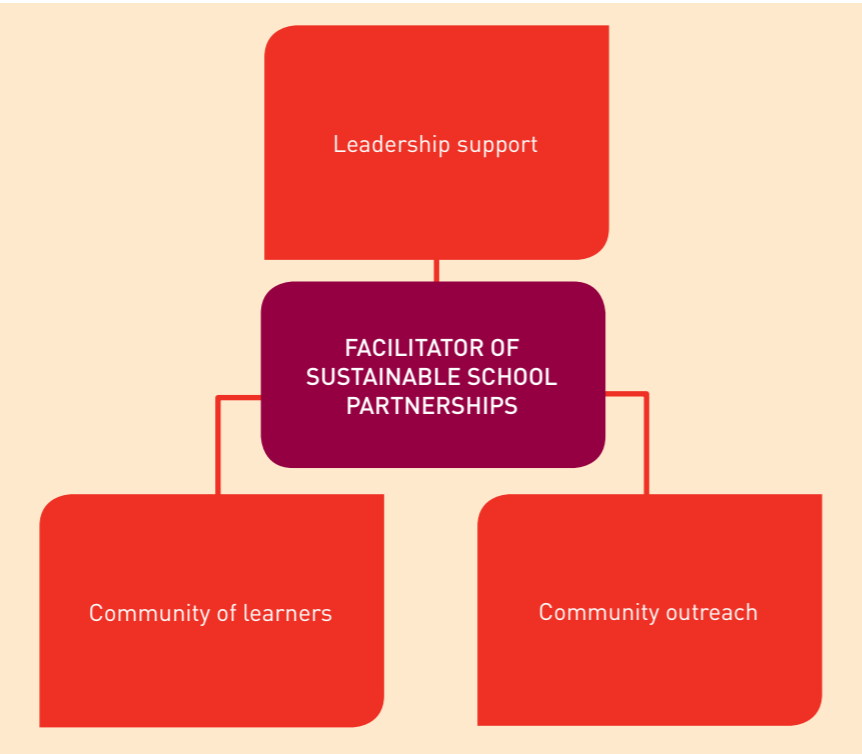 Leadership support
FACILITATOR OF
SUSTAINABLE SCHOOL
PARTNERSHIPS
Community of learners
Community outreach